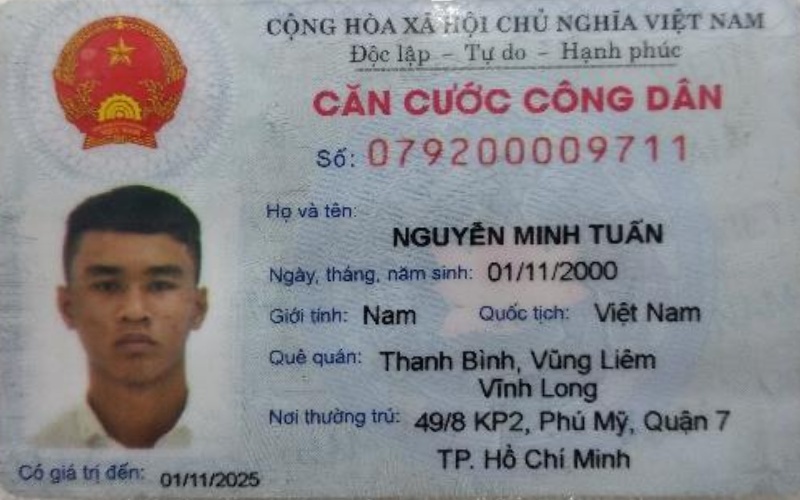 CỘNG HÒA XÃ HỘI CHỦ NGHĨA VIỆT NAM
Độc lập - Tự do - Hạnh phúc
CĂN CƯỚC CÔNG DÂN
Số: 079200009711
Họ và tên:
NGUYỄN MINH TUẤN
Ngày, tháng, năm sinh: 01/11/2000
Giới tính: Nam Quốc tịch: Việt Nam
Quê quán: Thanh Bình, Vũng Liêm
Vĩnh Long
Nơi thường trú: 49/8 KP2, Phú Mỹ, Quận 7
TP. Hồ Chí Minh
Có giá trị đến: 01/11/2025